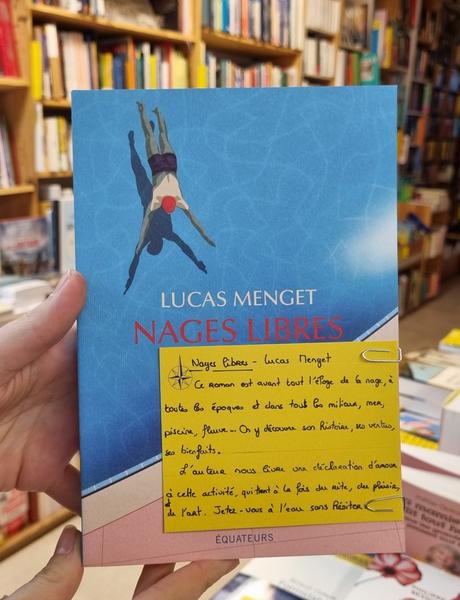 LUCAS MENGET
NAGES LIBRES
Nages libres - Lucas Menget
Ce roman est avant tout l'éloge de la nage, à
toutes les époques et dans tout les milieux, mer,
piscine, fleuve... On y découvre son histoire, ses vertus,
ses bienfaits.
L'auteur nous livre une déclaration d'amour
à cette activité, qui tient à la fois du rite, du plaisir,
et de l'art. Jetez-vous à l'eau sans hésiter
ÉQUATEURS